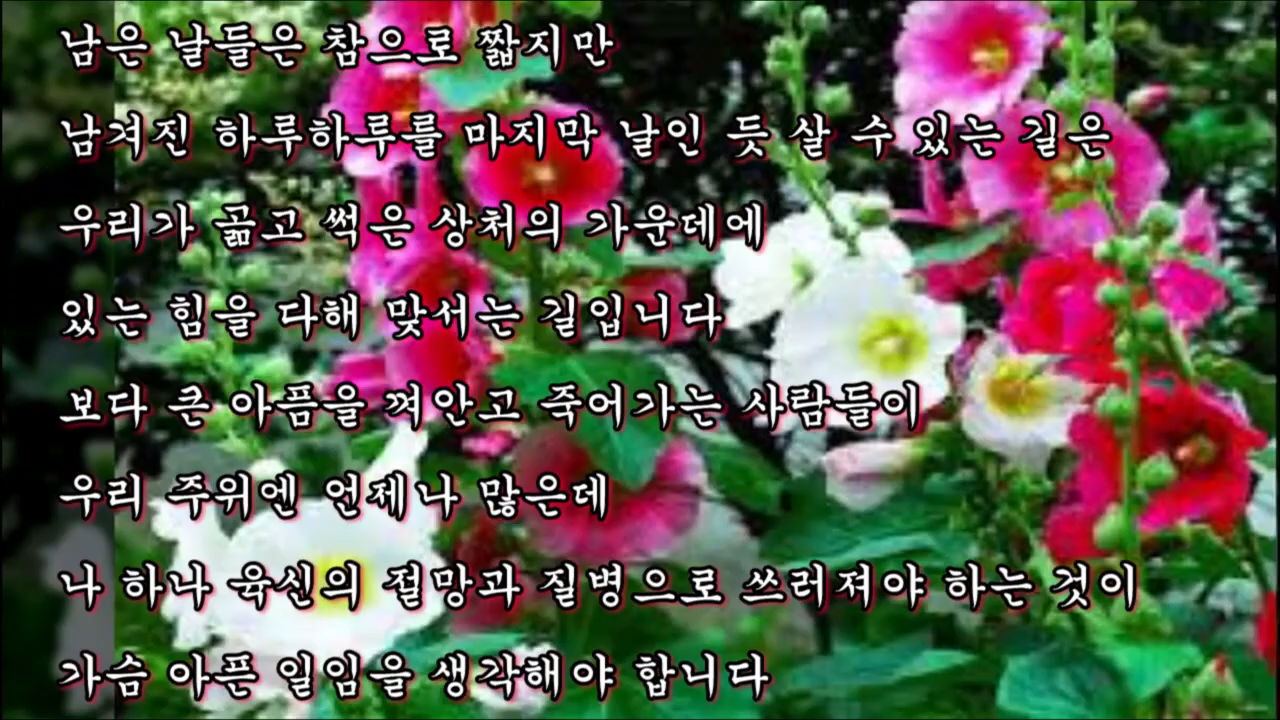 남은 날들은 참으로 짧지만
남겨진 하루하루를 마지막 날인 듯 살 수 있는 길은
우리가 곪고 썩은 상처의 가운데에
있는 힘을 다해 맞서는 길입니다
보다 큰 아픔을 껴안고 죽어가는 사람들이
우리 주위엔 언제나 많은데
나 하나 육신의 절망과 질병으로 쓰러져야 하는 것이
가슴 아픈 일임을 생각해야 합니다